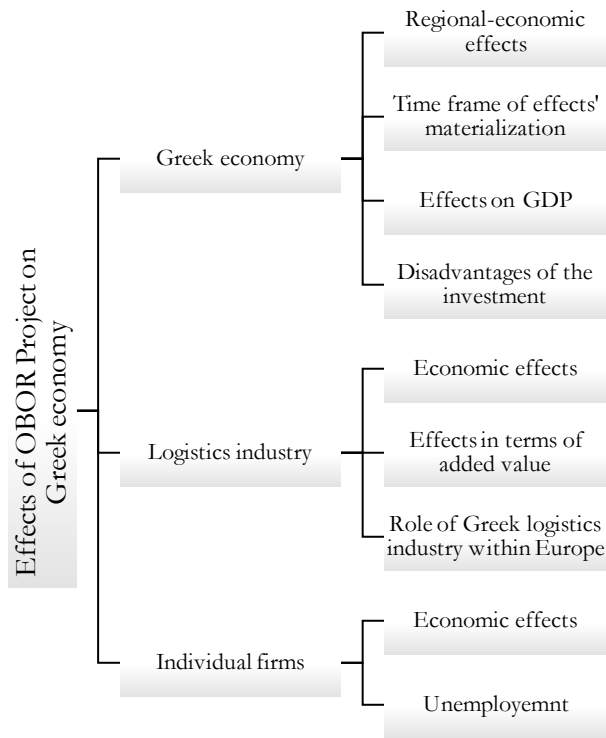 Effects of OBOR Project on
Greek economy
Greek economy
Regional-economic
effects
Time frame of effects'
materialization
Effects on GDP
Disadvantages of the
investment
Logistics industry
Economic effects
Effects in terms of
added value
Role of Greek logistics
industry within Europe
Individual firms
Economic effects
Unemployemnt